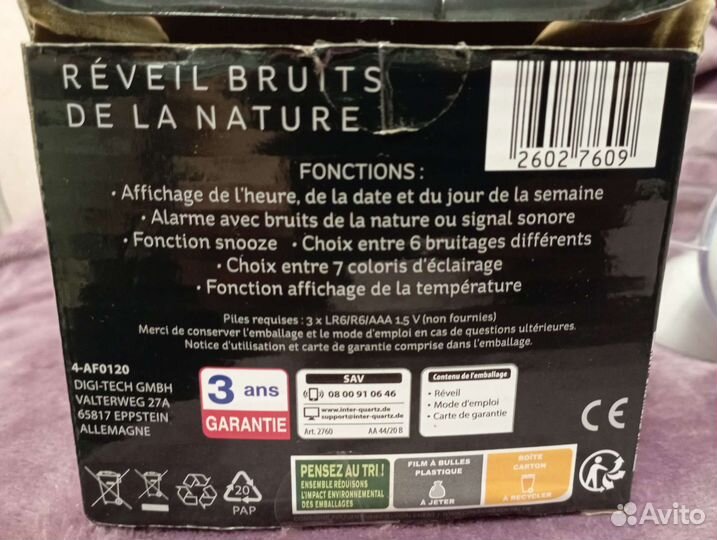 RÉVEIL BRUITS
DE LA NATURE
2602 7609
FONCTIONS :
• Affichage de l'heure, de la date et du jour de la semaine
• Alarme avec bruits de la nature ou signal sonore
• Fonction snooze • Choix entre 6 bruitages différents
• Choix entre 7 coloris d'éclairage
• Fonction affichage de la température
Piles requises : 3 x LR6/R6/AAA 1,5 V (non fournies)
Merci de conserver l'emballage et le mode d'emploi en cas de questions ultérieures.
Notice d'utilisation et carte de garantie comprise dans l'emballage.
4-AF0120
DIGI-TECH GMBH
VALTERWEG 27A
65817 EPPSTEIN
ALLEMAGNE
3 ans
GARANTIE
SAV
08 00 91 06 46
www.inter-quartz.de
support@inter-quartz.de
Art. 2760 AA 44/20 B
Contenu de l'emballage
• Réveil
• Mode d'emploi
• Carte de garantie
CE
20
PAP
PENSEZ AU TRI !
ENSEMBLE RÉDUISONS
L'IMPACT ENVIRONNEMENTAL
DES EMBALLAGES
FILM À BULLES
PLASTIQUE
À JETER
BOÎTE
CARTON
À RECYCLER
Avito